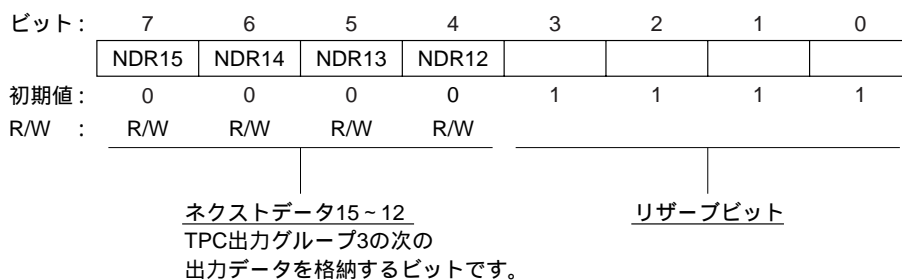 ビット: 7 6 5 4 3 2 1 0
NDR15 NDR14 NDR13 NDR12
初期値: 0 0 0 0 1 1 1 1
R/W : R/W R/W R/W R/W
ネクストデータ15~12 リザーブビット
TPC出力グループ3の次の
出力データを格納するビットです。